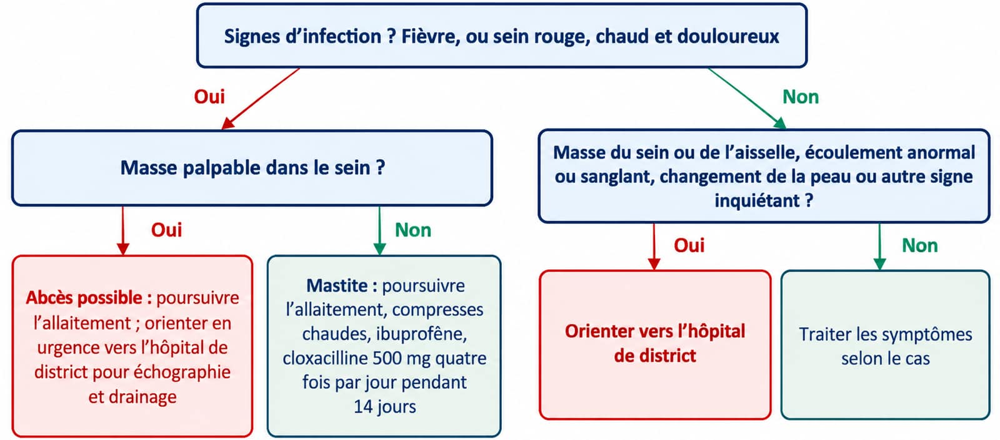 Signes d’infection ? Fièvre, ou sein rouge, chaud et douloureux
Oui
Non
Masse palpable dans le sein ?
Masse du sein ou de l’aisselle, écoulement anormal
ou sanglant, changement de la peau ou autre signe
inquiétant ?
Oui
Non
Oui
Non
Abcès possible : poursuivre
l’allaitement ; orienter en
urgence vers l’hôpital de
district pour échographie
et drainage
Mastite : poursuivre
l’allaitement, compresses
chaudes, ibuprofêne,
cloxacilline 500 mg quatre
fois par jour pendant
14 jours
Orienter vers l’hôpital
de district
Traiter les symptômes
selon le cas